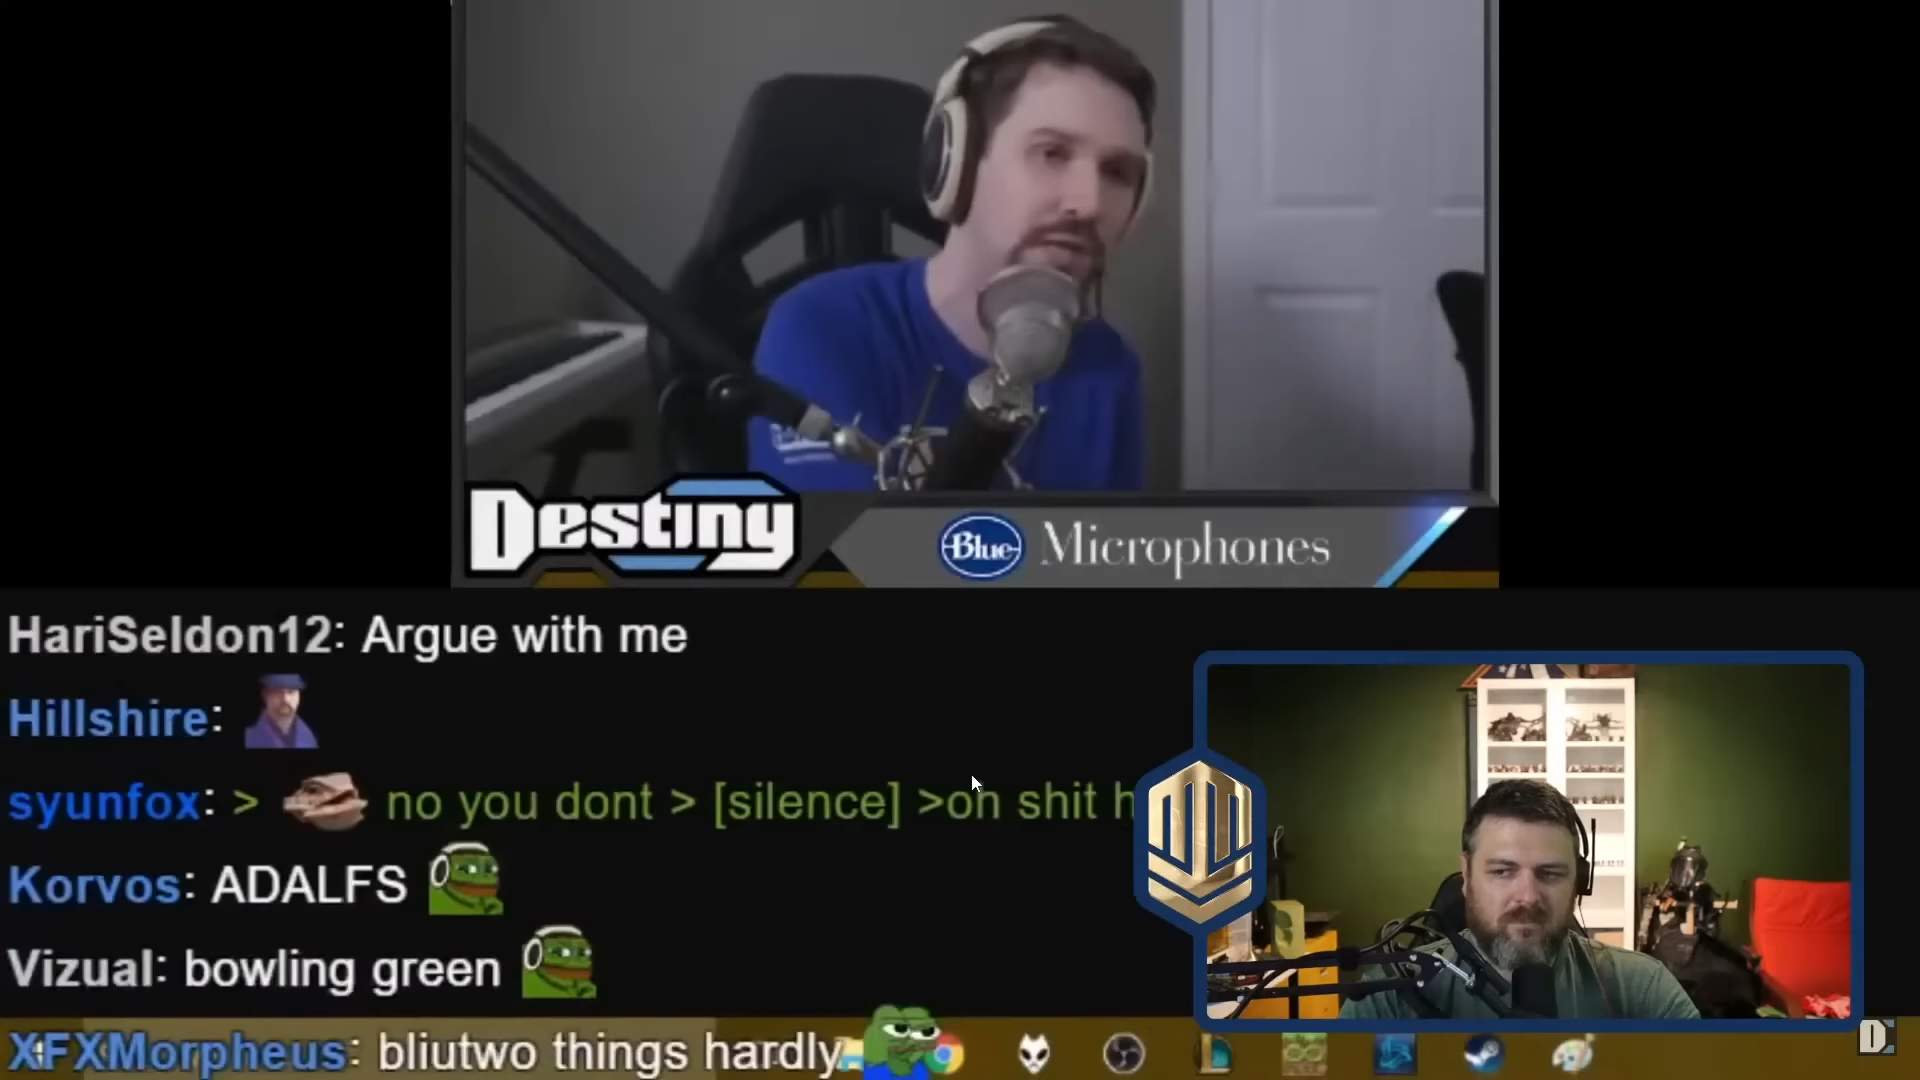 Destiny
Blue Microphones
HariSeldon12: Argue with me
Hillshire:
syunfox: > no you dont > [silence] >oh shit h
Korvos: ADALFS
Vizual: bowling green
XFXMorpheus: bliutwo things hardly
D: